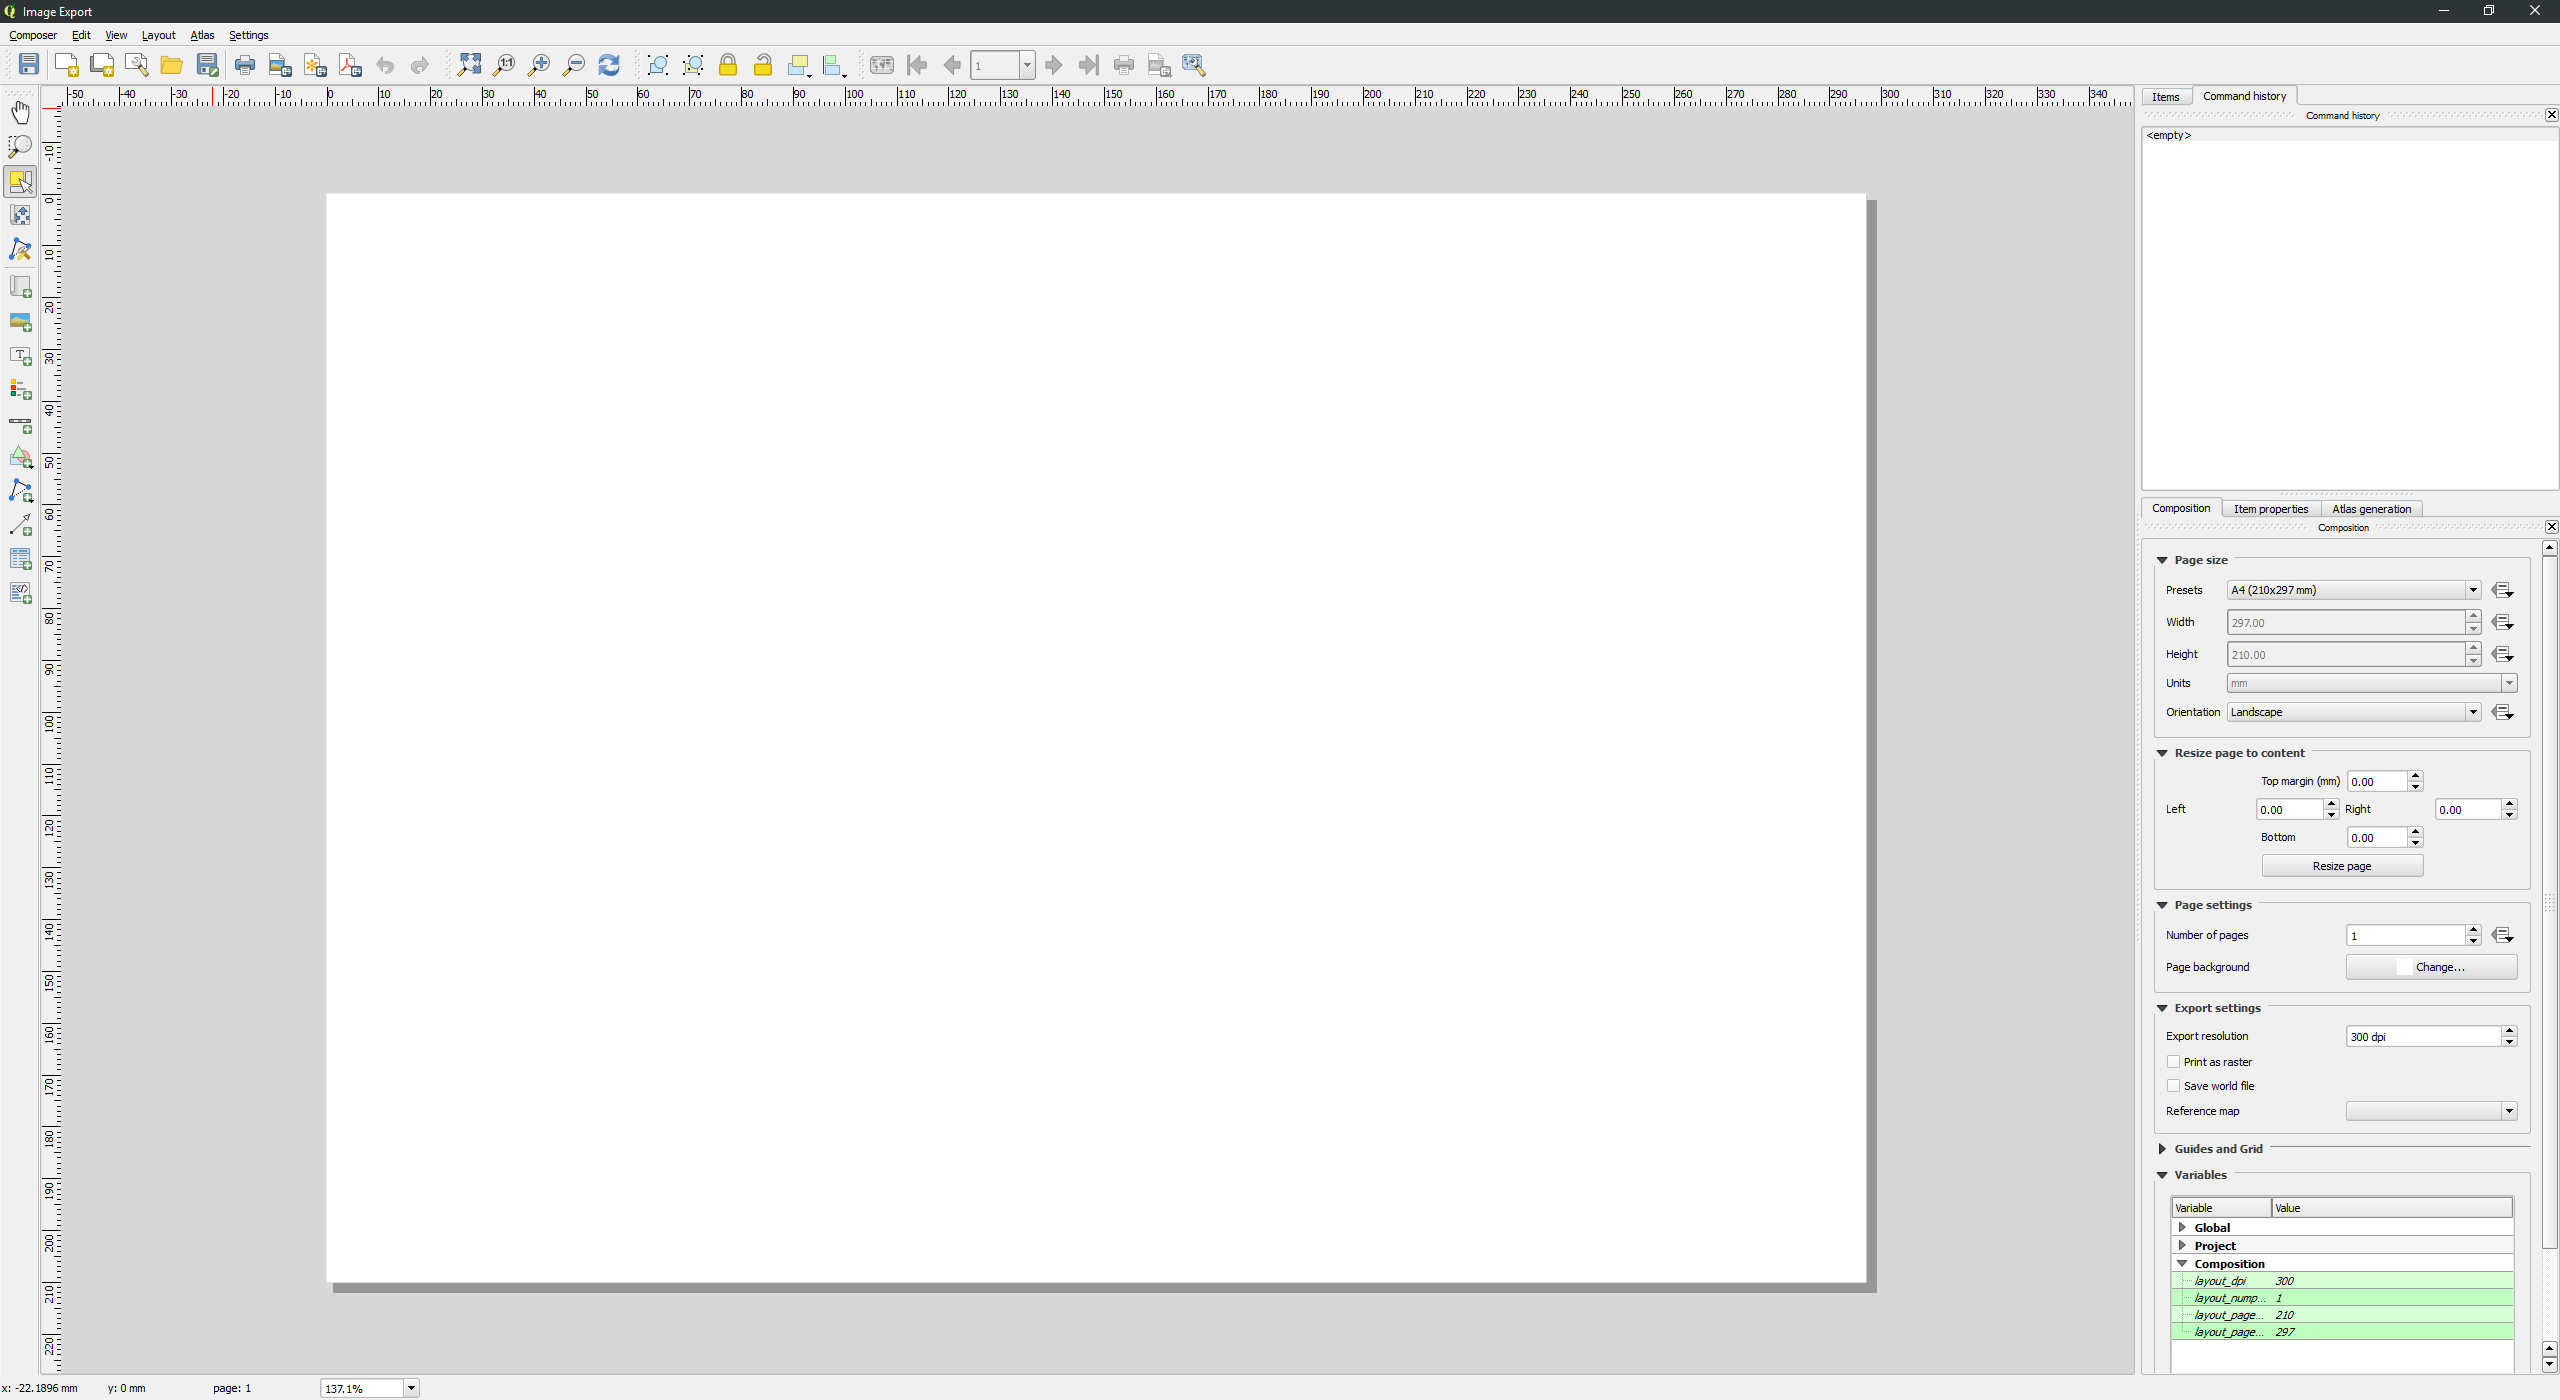 Image Export
Composer Edit View Layout Atlas Settings
1:1 1
-50 -40 -30 -20 -10 0 10 20 30 40 50 60 70 80 90 100 110 120 130 140 150 160 170 180 190 200 210 220 230 240 250 260 270 280 290 300 310 320 330 340
-10
0
10
20
30
40
50
60
70
80
90
100
110
120
130
140
150
160
170
180
190
200
210
220
Items Command history
Command history
<empty>
Composition Item properties Atlas generation
Composition
Page size
Presets A4 (210x297 mm)
Width 297.00
Height 210.00
Units mm
Orientation Landscape
Resize page to content
Top margin (mm) 0.00
Left 0.00 Right 0.00
Bottom 0.00
Resize page
Page settings
Number of pages 1
Page background Change...
Export settings
Export resolution 300 dpi
Print as raster
Save world file
Reference map
Guides and Grid
Variables
Variable Value
Global
Project
Composition
layout_dpi 300
layout_nump... 1
layout_page... 210
layout_page... 297
x: -22.1896 mm y: 0 mm page: 1 137.1%